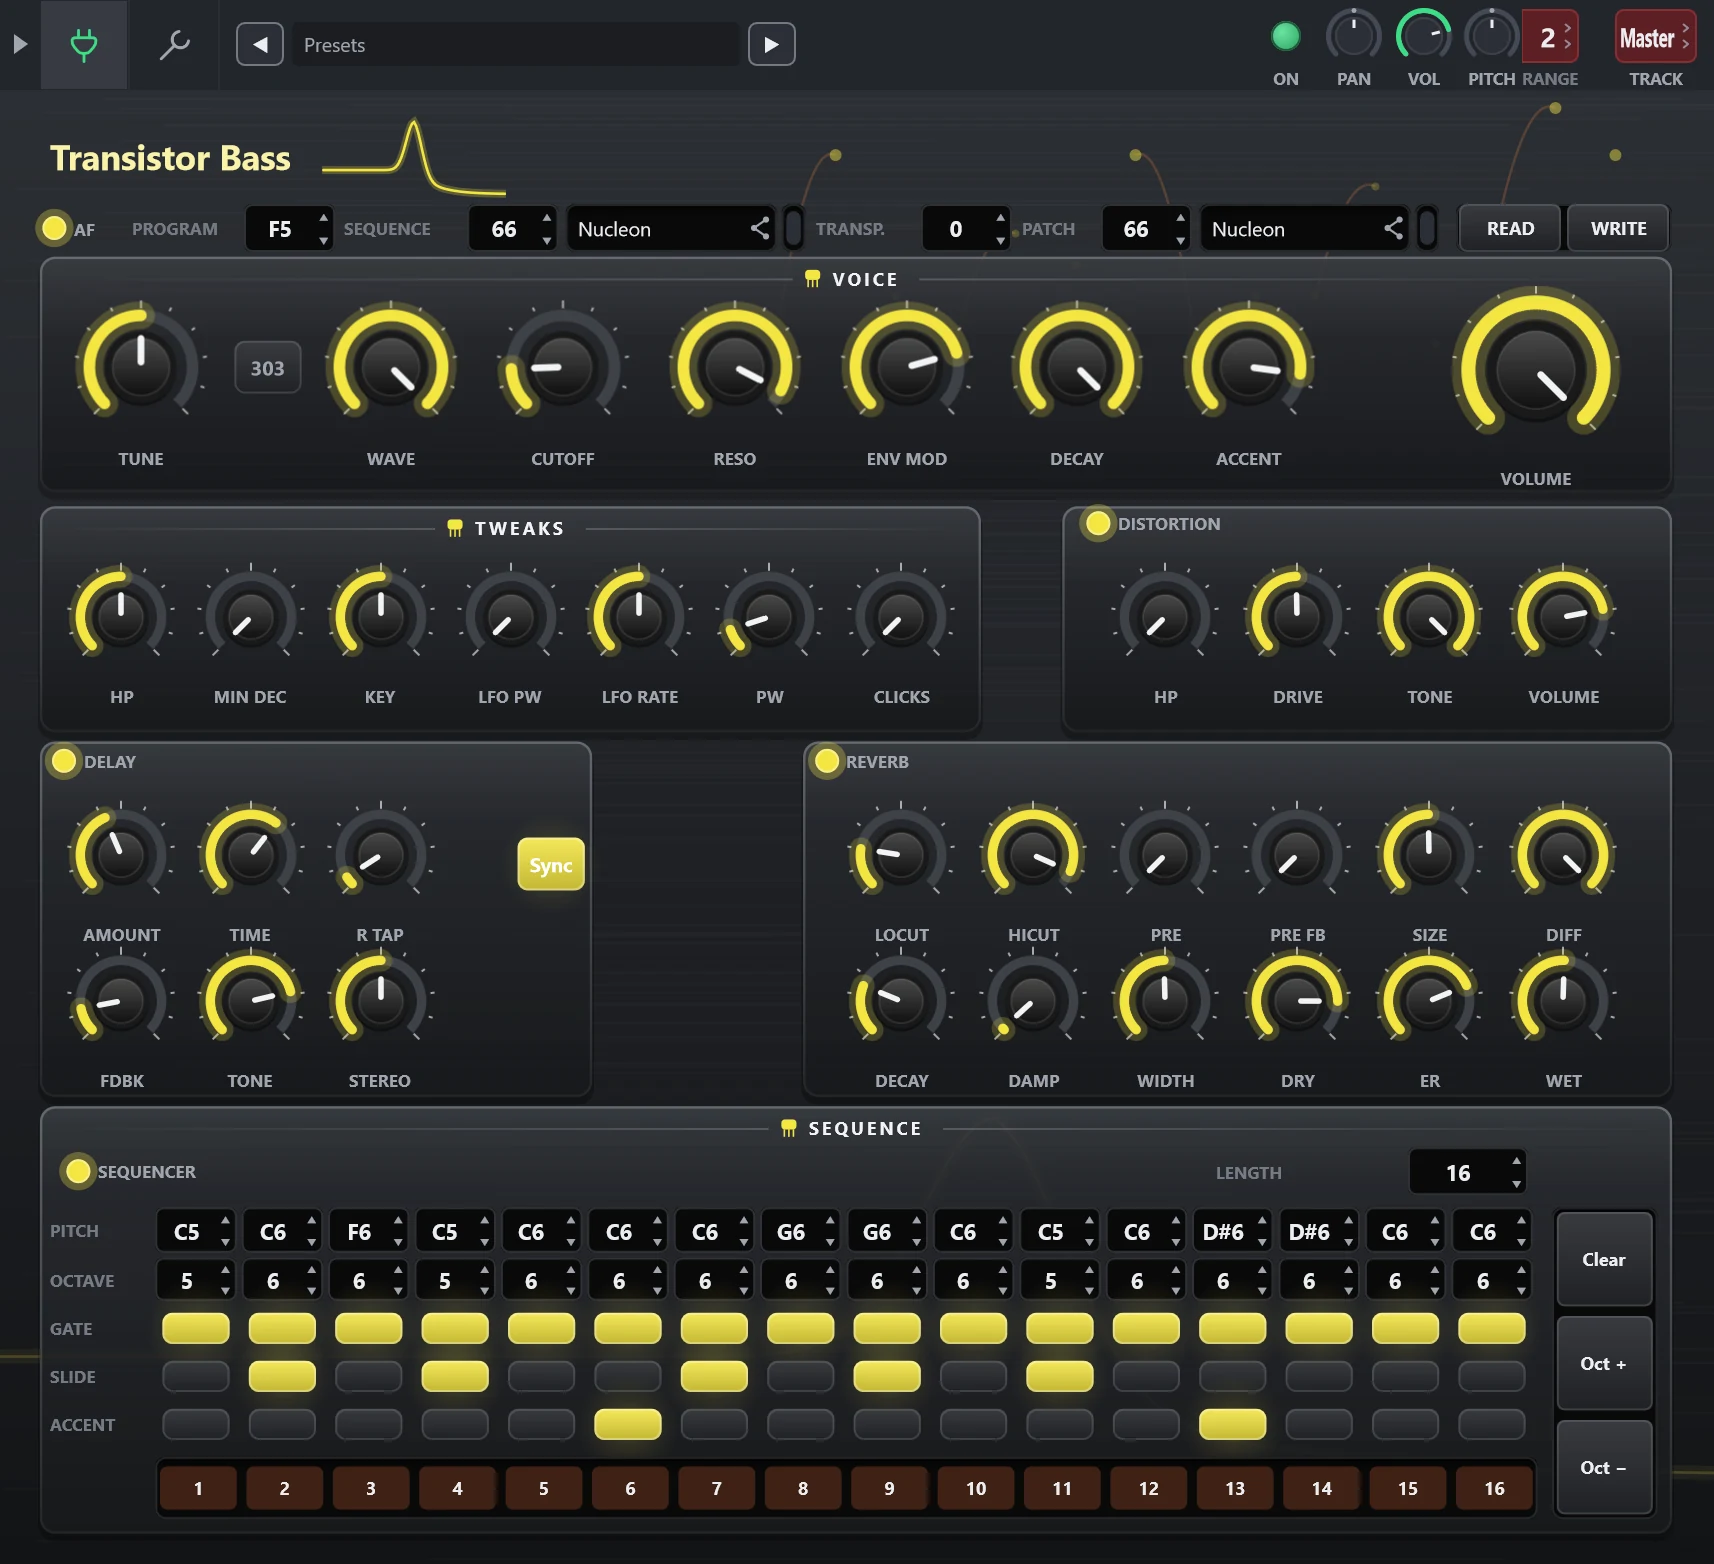 Presets
2
Master
ON PAN VOL PITCH RANGE TRACK
Transistor Bass
AF PROGRAM F5 SEQUENCE 66 Nucleon TRANSP. 0 PATCH 66 Nucleon READ WRITE
VOICE
303
TUNE WAVE CUTOFF RESO ENV MOD DECAY ACCENT
VOLUME
TWEAKS
DISTORTION
HP MIN DEC KEY LFO PW LFO RATE PW CLICKS
HP DRIVE TONE VOLUME
DELAY
REVERB
Sync
AMOUNT TIME R TAP
LOCUT HICUT PRE PRE FB SIZE DIFF
FDBK TONE STEREO
DECAY DAMP WIDTH DRY ER WET
SEQUENCE
SEQUENCER LENGTH 16
PITCH C5 C6 F6 C5 C6 C6 C6 G6 G6 C6 C5 C6 D#6 D#6 C6 C6
Clear
OCTAVE 5 6 6 5 6 6 6 6 6 6 5 6 6 6 6 6
GATE
Oct +
SLIDE
ACCENT
Oct −
1 2 3 4 5 6 7 8 9 10 11 12 13 14 15 16